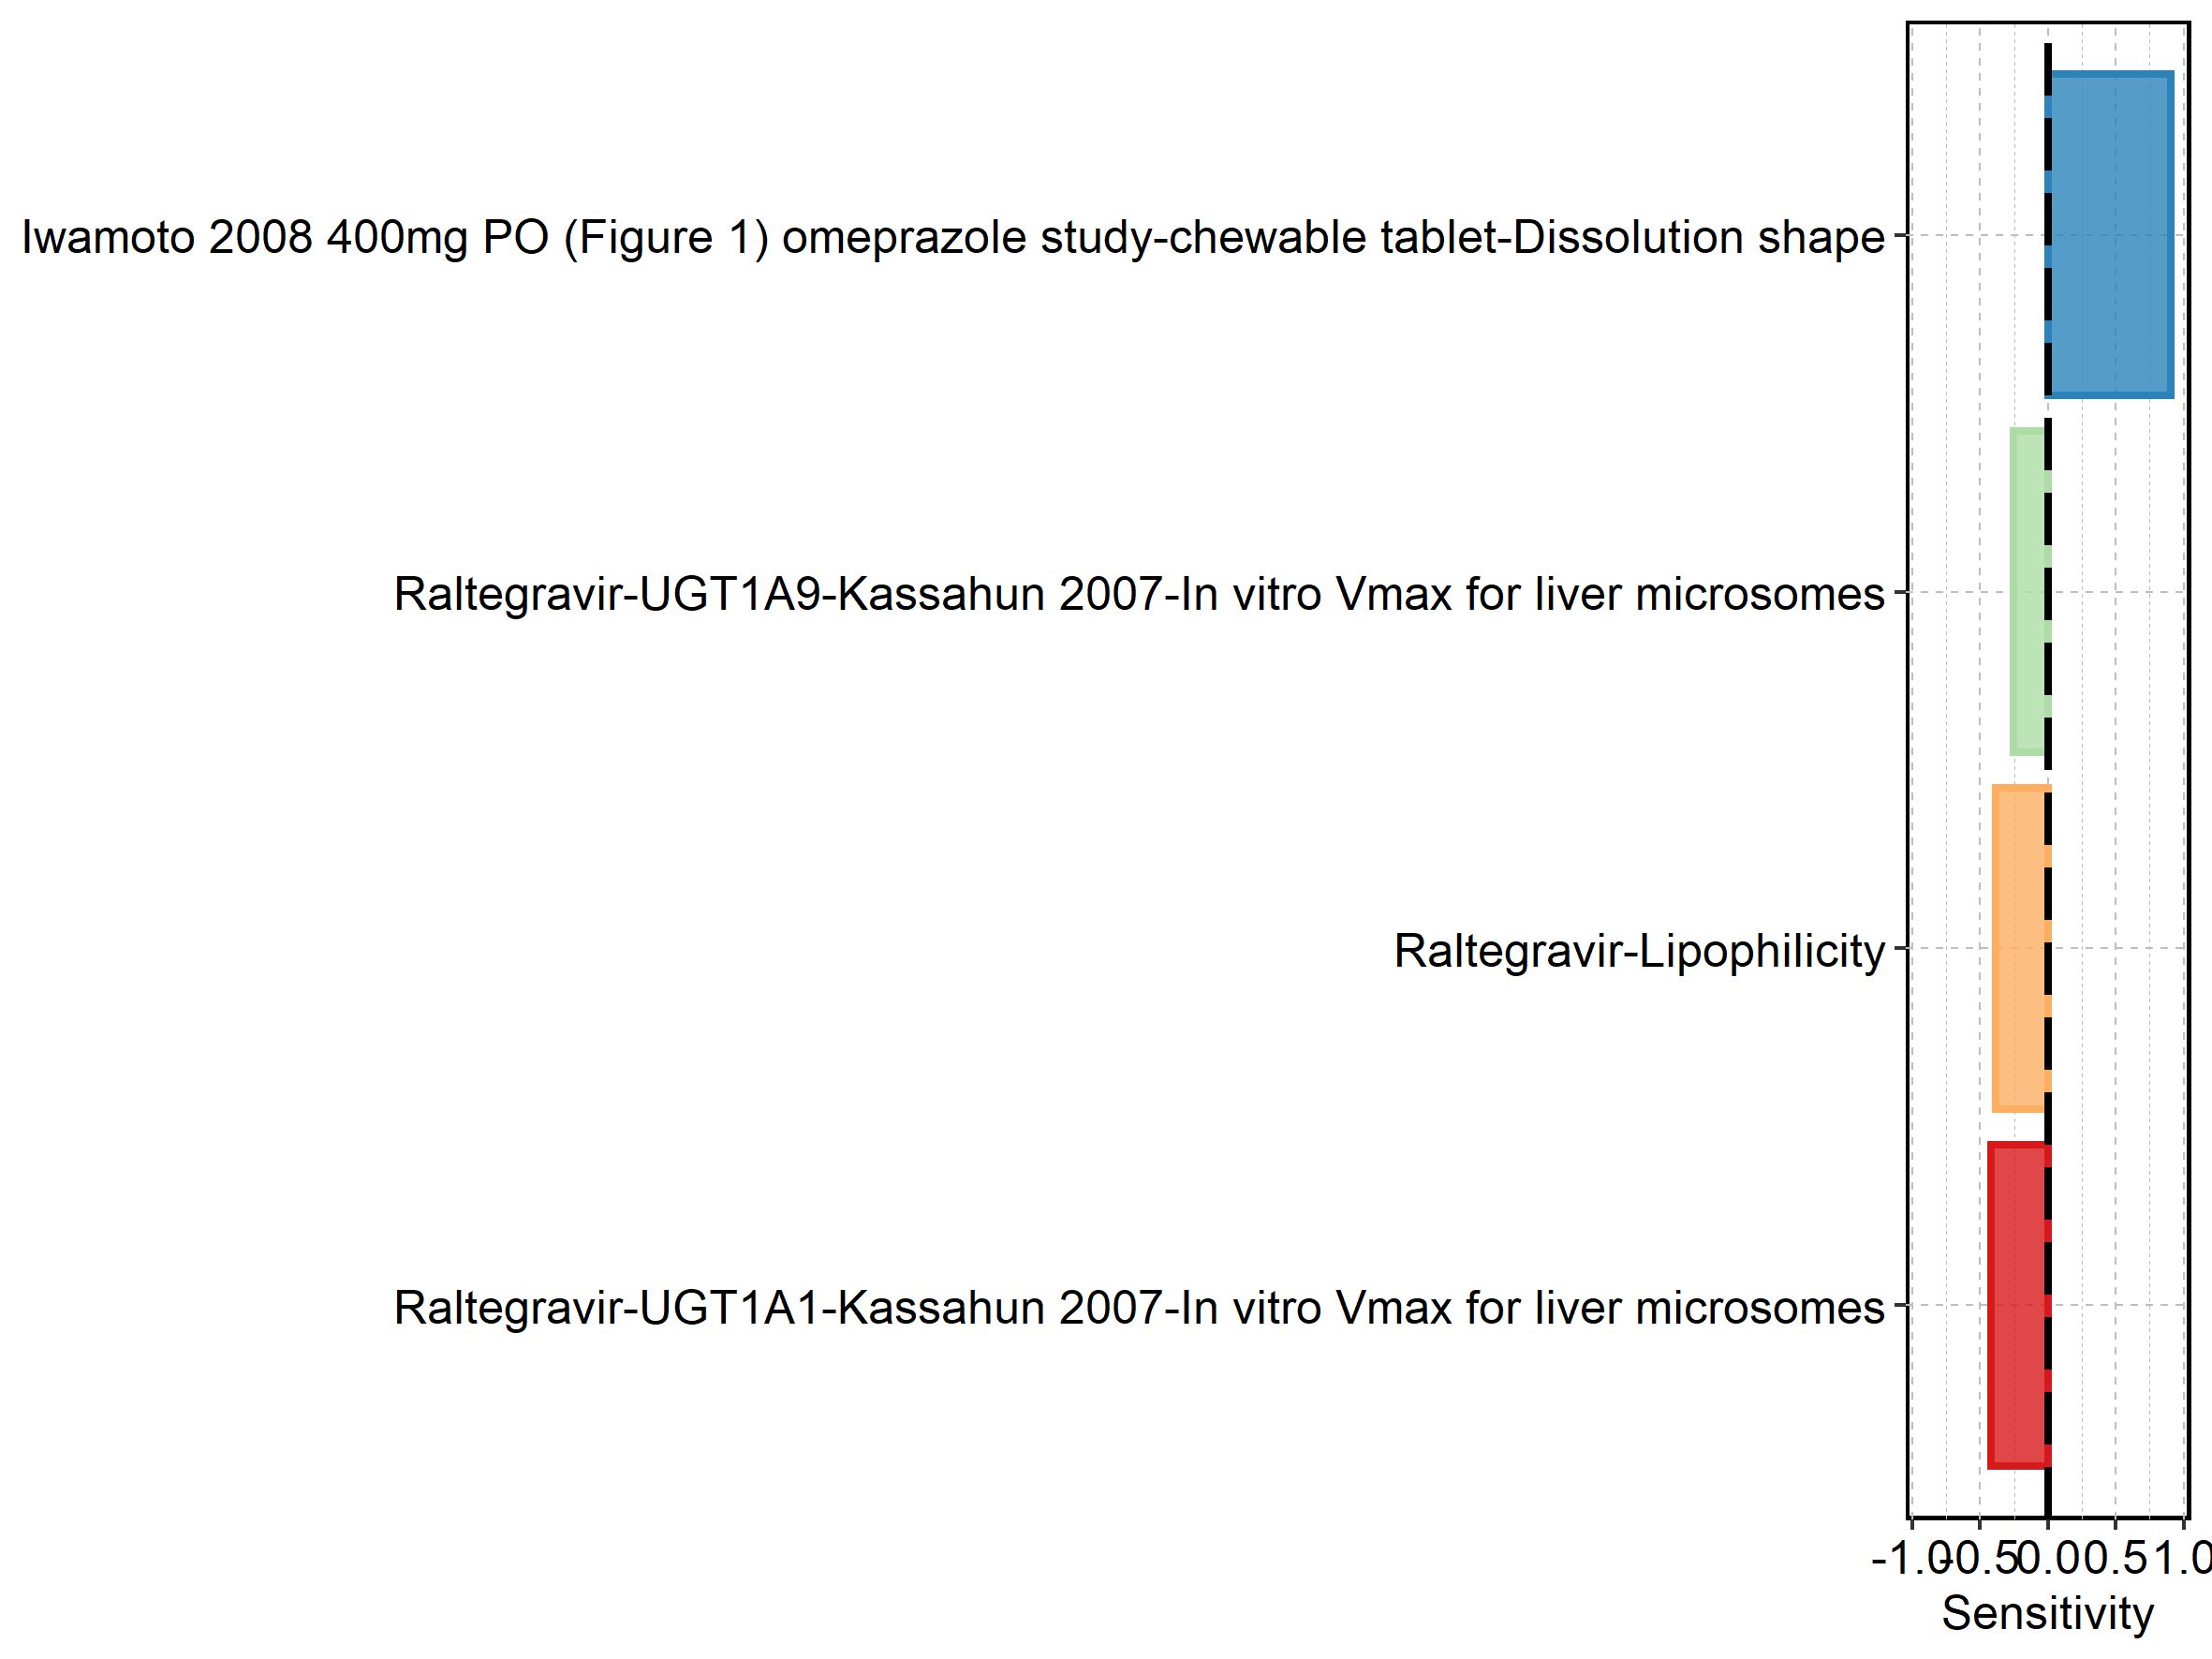 Iwamoto 2008 400mg PO (Figure 1) omeprazole study-chewable tablet-Dissolution shape
Raltegravir-UGT1A9-Kassahun 2007-In vitro Vmax for liver microsomes
Raltegravir-Lipophilicity
Raltegravir-UGT1A1-Kassahun 2007-In vitro Vmax for liver microsomes
-1.0 -0.5 0.0 0.5 1.0
Sensitivity